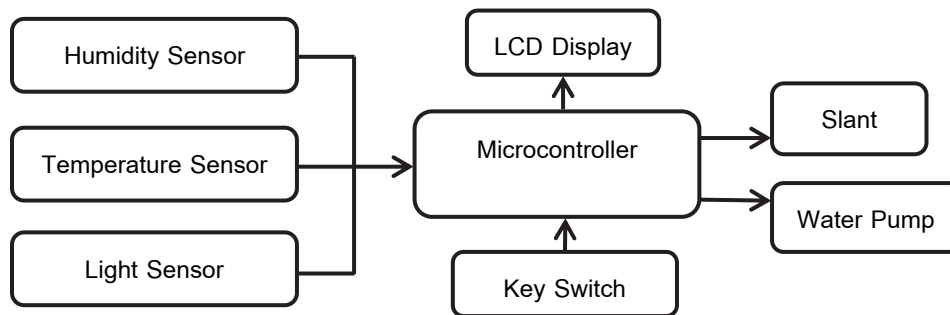 Humidity Sensor
LCD Display
Slant
Temperature Sensor
Microcontroller
Water Pump
Light Sensor
Key Switch